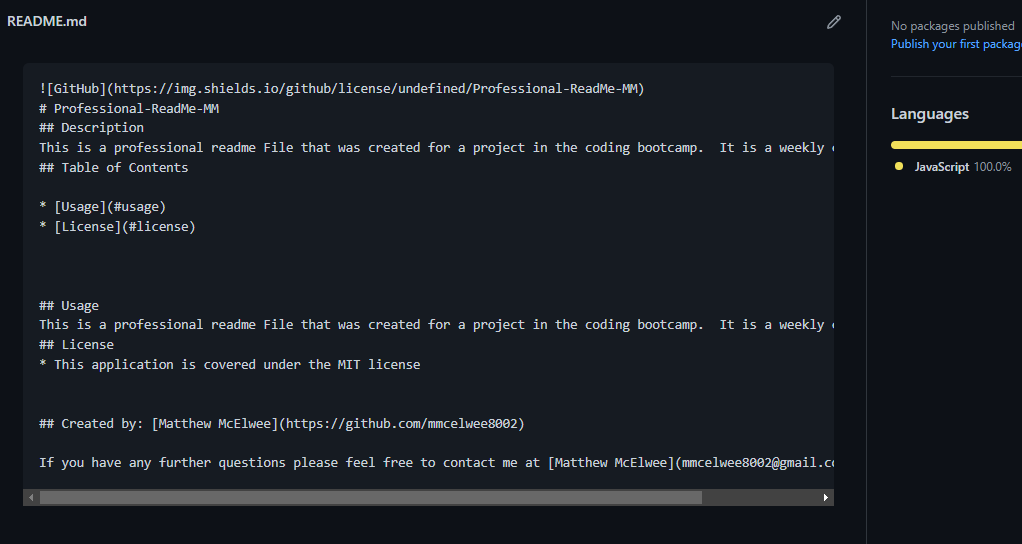 README.md
![GitHub](https://img.shields.io/github/license/undefined/Professional-ReadMe-MM)
# Professional-ReadMe-MM
## Description
This is a professional readme File that was created for a project in the coding bootcamp.  It is a weekly
## Table of Contents
* [Usage](#usage)
* [License](#license)
## Usage
This is a professional readme File that was created for a project in the coding bootcamp.  It is a weekly
## License
* This application is covered under the MIT license
## Created by: [Matthew McElwee](https://github.com/mmcelwee8002)
If you have any further questions please feel free to contact me at [Matthew McElwee](mmcelwee8002@gmail.co
No packages published
Publish your first packag
Languages
JavaScript 100.0%